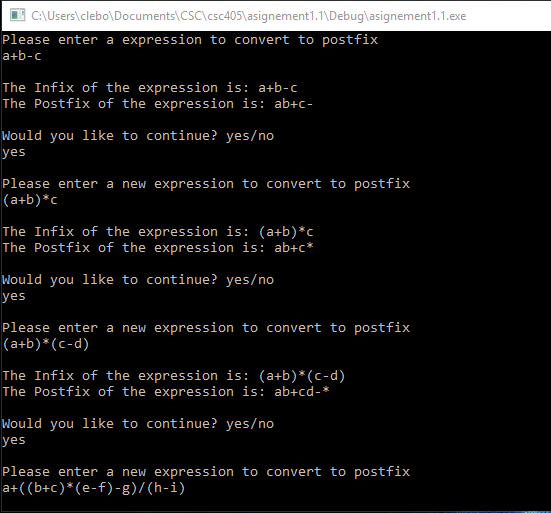 C:\Users\clebo\Documents\CSC\csc405\asignement1.1\Debug\asignement1.1.exe
Please enter a expression to convert to postfix
a+b-c
The Infix of the expression is: a+b-c
The Postfix of the expression is: ab+c-
Would you like to continue? yes/no
yes
Please enter a new expression to convert to postfix
(a+b)*c
The Infix of the expression is: (a+b)*c
The Postfix of the expression is: ab+c*
Would you like to continue? yes/no
yes
Please enter a new expression to convert to postfix
(a+b)*(c-d)
The Infix of the expression is: (a+b)*(c-d)
The Postfix of the expression is: ab+cd-*
Would you like to continue? yes/no
yes
Please enter a new expression to convert to postfix
a+((b+c)*(e-f)-g)/(h-i)